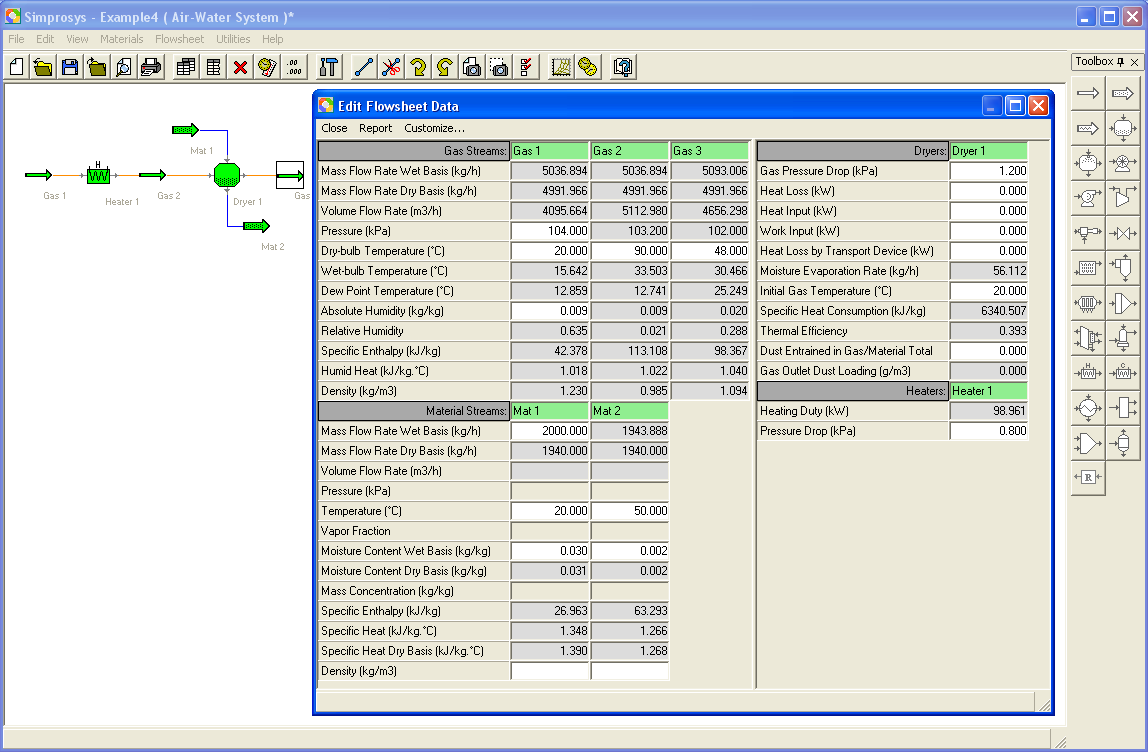 Simprosys - Example4 ( Air-Water System )*
File Edit View Materials Flowsheet Utilities Help
.00
.000
Toolbox
Mat 1
H
Gas 1
Heater 1
Gas 2
Dryer 1
Gas
Mat 2
Edit Flowsheet Data
Close Report Customize...
Gas Streams: Gas 1 Gas 2 Gas 3
Mass Flow Rate Wet Basis (kg/h) 5036.894 5036.894 5093.006
Mass Flow Rate Dry Basis (kg/h) 4991.966 4991.966 4991.966
Volume Flow Rate (m3/h) 4095.664 5112.980 4656.298
Pressure (kPa) 104.000 103.200 102.000
Dry-bulb Temperature (°C) 20.000 90.000 48.000
Wet-bulb Temperature (°C) 15.642 33.503 30.466
Dew Point Temperature (°C) 12.859 12.741 25.249
Absolute Humidity (kg/kg) 0.009 0.009 0.020
Relative Humidity 0.635 0.021 0.288
Specific Enthalpy (kJ/kg) 42.378 113.108 98.367
Humid Heat (kJ/kg.°C) 1.018 1.022 1.040
Density (kg/m3) 1.230 0.985 1.094
Material Streams: Mat 1 Mat 2
Mass Flow Rate Wet Basis (kg/h) 2000.000 1943.888
Mass Flow Rate Dry Basis (kg/h) 1940.000 1940.000
Volume Flow Rate (m3/h)
Pressure (kPa)
Temperature (°C) 20.000 50.000
Vapor Fraction
Moisture Content Wet Basis (kg/kg) 0.030 0.002
Moisture Content Dry Basis (kg/kg) 0.031 0.002
Mass Concentration (kg/kg)
Specific Enthalpy (kJ/kg) 26.963 63.293
Specific Heat (kJ/kg.°C) 1.348 1.266
Specific Heat Dry Basis (kJ/kg.°C) 1.390 1.268
Density (kg/m3)
Dryers: Dryer 1
Gas Pressure Drop (kPa) 1.200
Heat Loss (kW) 0.000
Heat Input (kW) 0.000
Work Input (kW) 0.000
Heat Loss by Transport Device (kW) 0.000
Moisture Evaporation Rate (kg/h) 56.112
Initial Gas Temperature (°C) 20.000
Specific Heat Consumption (kJ/kg) 6340.507
Thermal Efficiency 0.393
Dust Entrained in Gas/Material Total 0.000
Gas Outlet Dust Loading (g/m3) 0.000
Heaters: Heater 1
Heating Duty (kW) 98.961
Pressure Drop (kPa) 0.800
H
C
R